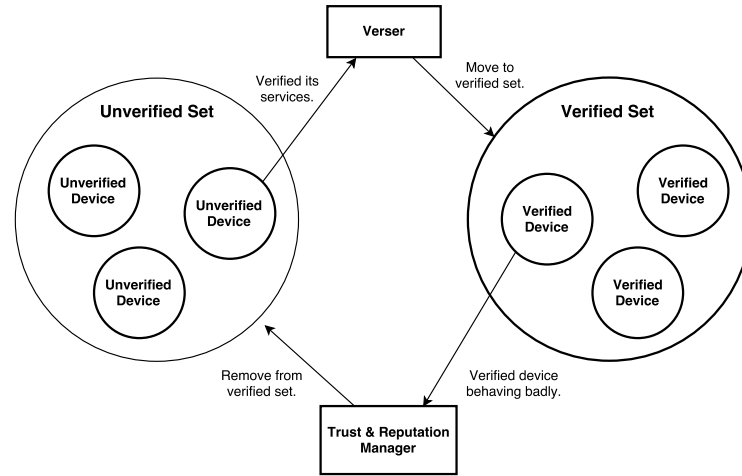 Verser
Verified its
services.
Move to
verified set.
Unverified Set
Verified Set
Unverified
Device
Unverified
Device
Unverified
Device
Verified
Device
Verified
Device
Verified
Device
Remove from
verified set.
Verified device
behaving badly.
Trust & Reputation
Manager